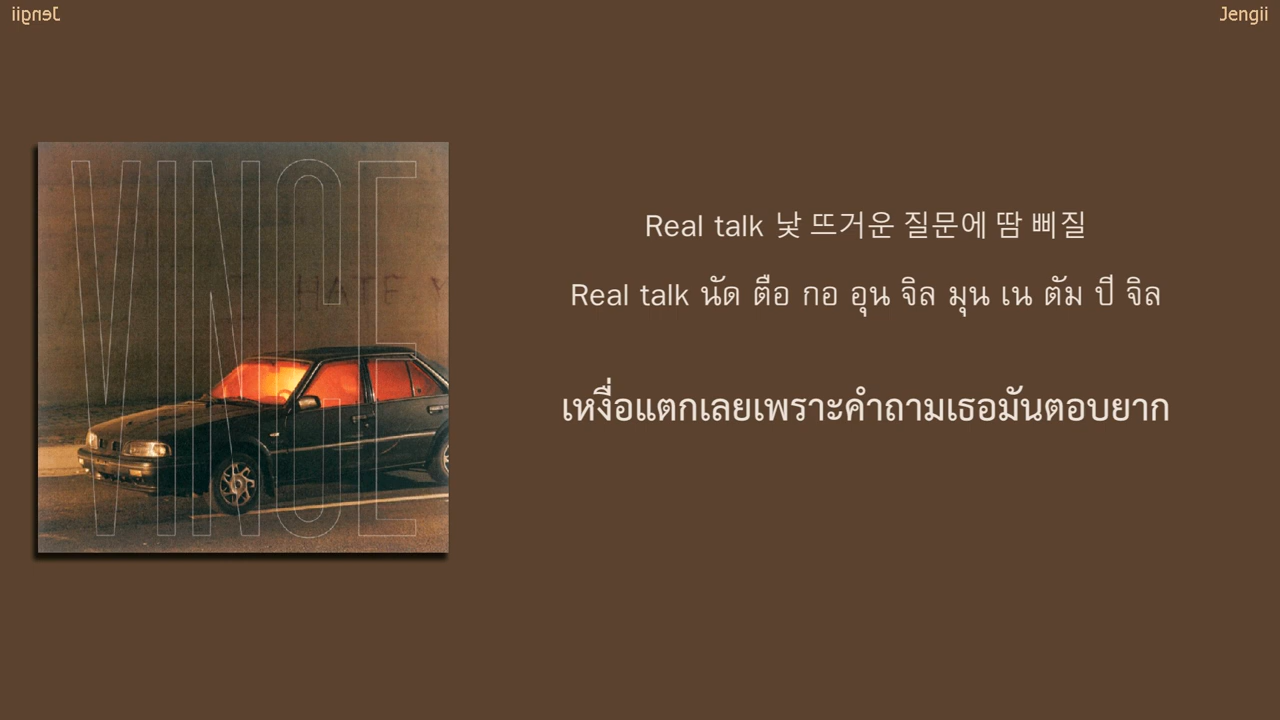 Jengii
Jengii
VINCE
I HATE Y
Real talk 낯 뜨거운 질문에 땀 삐질
Real talk นัด ตือ กอ อุน จิล มุน เน ตัม ปี จิล
เหงื่อแตกเลยเพราะคำถามเธอมันตอบยาก